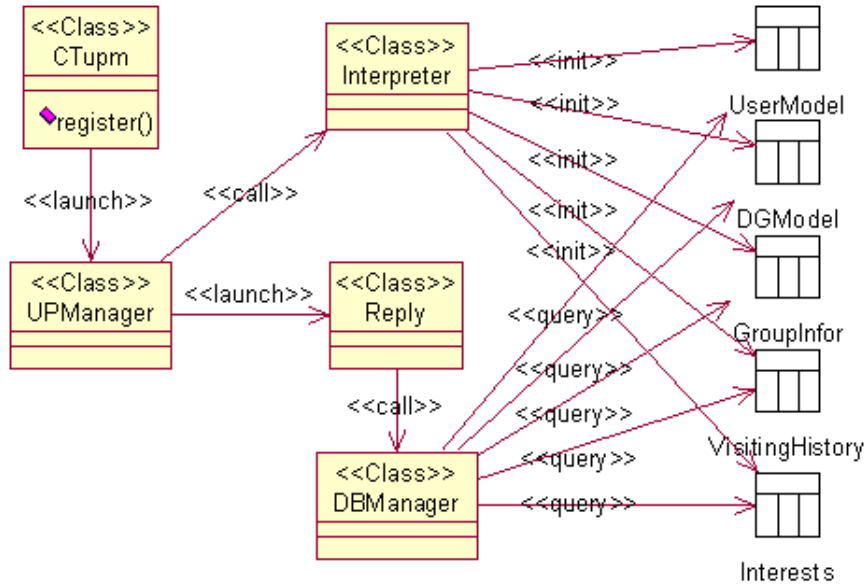 <<Class>>
CTupm
register()
<<launch>>
<<Class>>
UPManager
<<call>>
<<launch>>
<<Class>>
Interpreter
<<Class>>
Reply
<<call>>
<<Class>>
DBManager
<<init>>
<<init>>
<<init>>
<<init>>
<<init>>
<<query>>
<<query>>
<<query>>
<<query>>
<<query>>
UserModel
DGModel
GroupInfor
VisitingHistory
Interests